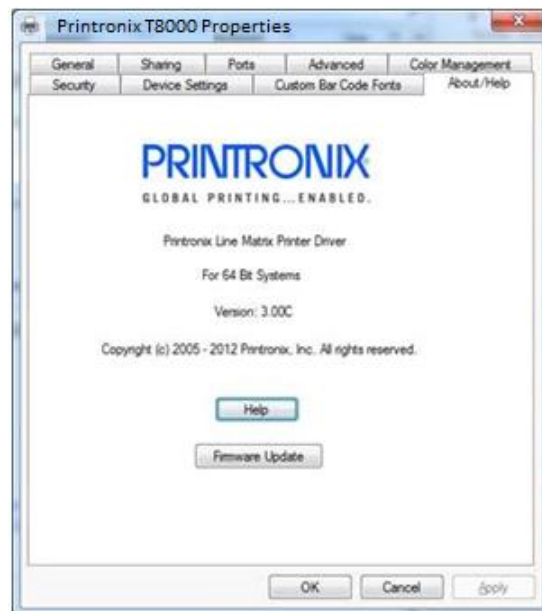 Printronix T8000 Properties
General Sharing Ports Advanced Color Management
Security Device Settings Custom Bar Code Fonts About/Help
PRINTRONIX
GLOBAL PRINTING...ENABLED.
Printronix Line Matrix Printer Driver
For 64 Bit Systems
Version: 3.00C
Copyright (c) 2005 - 2012 Printronix, Inc. All rights reserved.
Help
Firmware Update
OK Cancel Apply